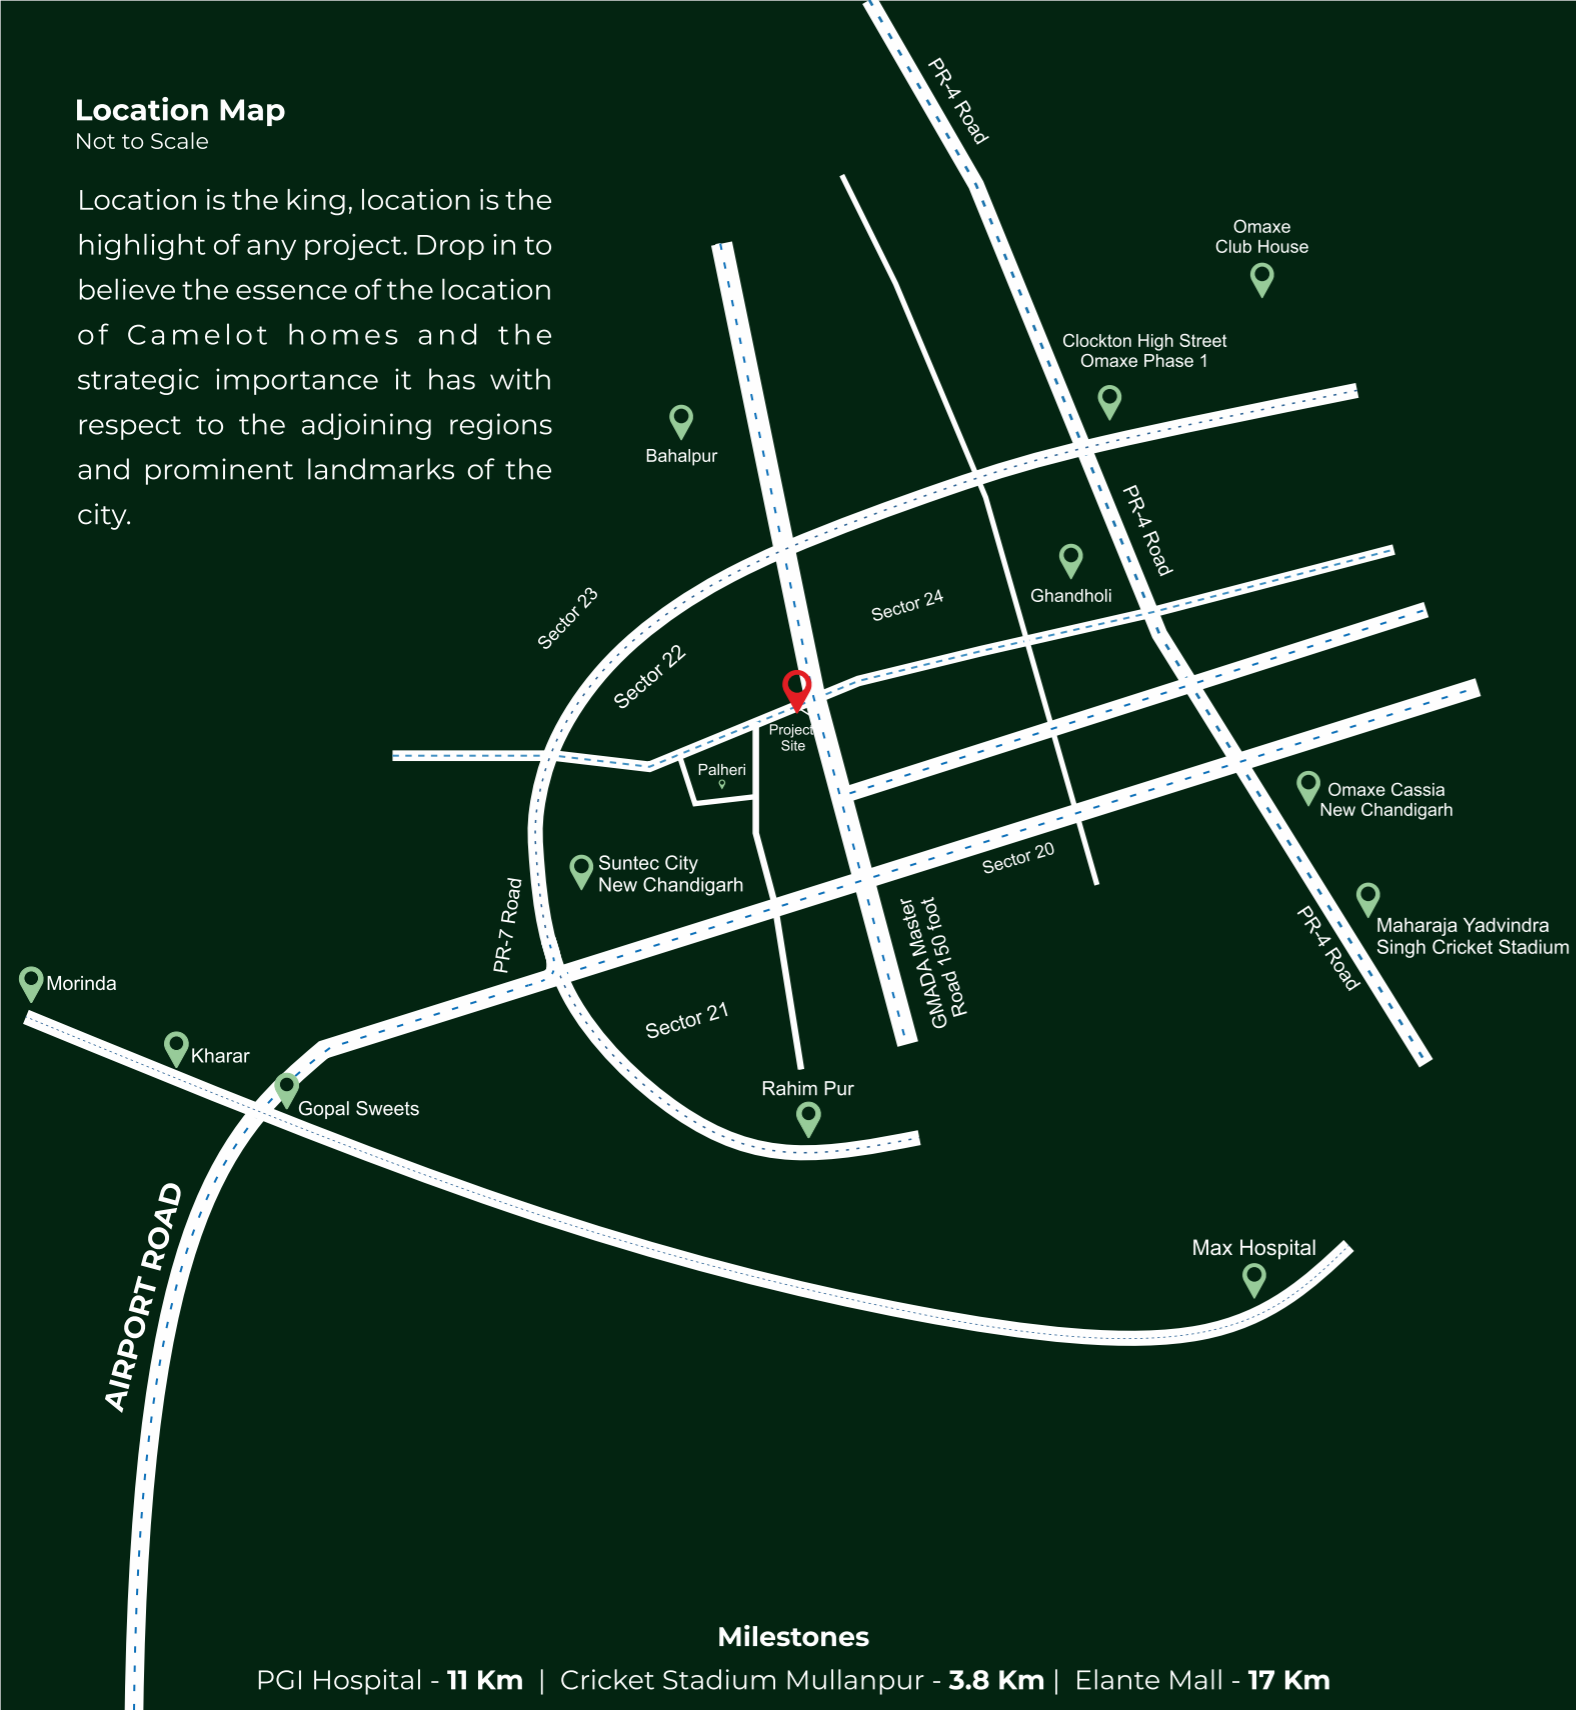 Location Map
Not to Scale
Location is the king, location is the
highlight of any project. Drop in to
believe the essence of the location
of Camelot homes and the
strategic importance it has with
respect to the adjoining regions
and prominent landmarks of the
city.
PR-4 Road
Omaxe
Club House
Clockton High Street
Omaxe Phase 1
Bahalpur
PR-4 Road
Ghandholi
Sector 24
Sector 23
Sector 22
Project
Site
Palheri
Omaxe Cassia
New Chandigarh
Suntec City
New Chandigarh
Sector 20
PR-7 Road
GMADA Master
Road 150 foot
Maharaja Yadvindra
Singh Cricket Stadium
PR-4 Road
Morinda
Sector 21
Kharar
Rahim Pur
Gopal Sweets
AIRPORT ROAD
Max Hospital
Milestones
PGI Hospital - 11 Km | Cricket Stadium Mullanpur - 3.8 Km | Elante Mall - 17 Km